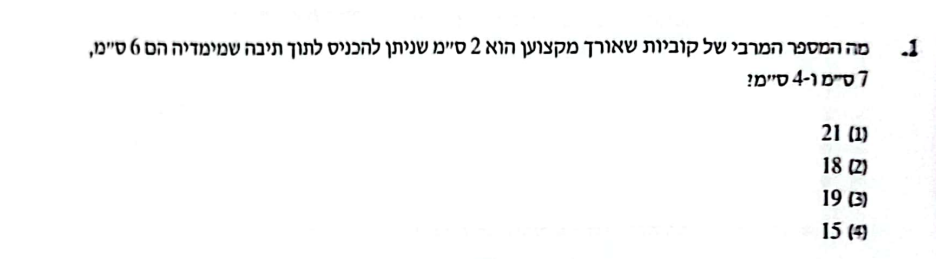 1. מה המספר המרבי של קוביות שאורך מקצוען הוא 2 ס"מ שניתן להכניס לתוך תיבה שמימדיה הם 6 ס"מ,
7 ס"מ ו-4 ס"מ?
(1) 21
(2) 18
(3) 19
(4) 15